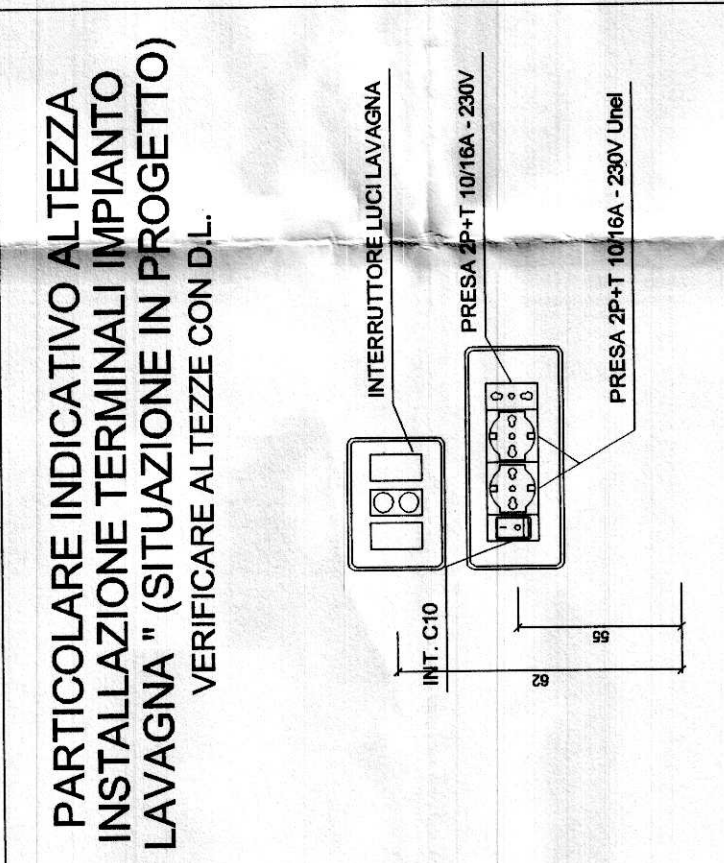 PARTICOLARE INDICATIVO ALTEZZA
INSTALLAZIONE TERMINALI IMPIANTO
LAVAGNA " (SITUAZIONE IN PROGETTO)
VERIFICARE ALTEZZE CON D.L.
INTERRUTTORE LUCI LAVAGNA
INT. C10
PRESA 2P+T 10/16A - 230V
PRESA 2P+T 10/16A - 230V Unel
55